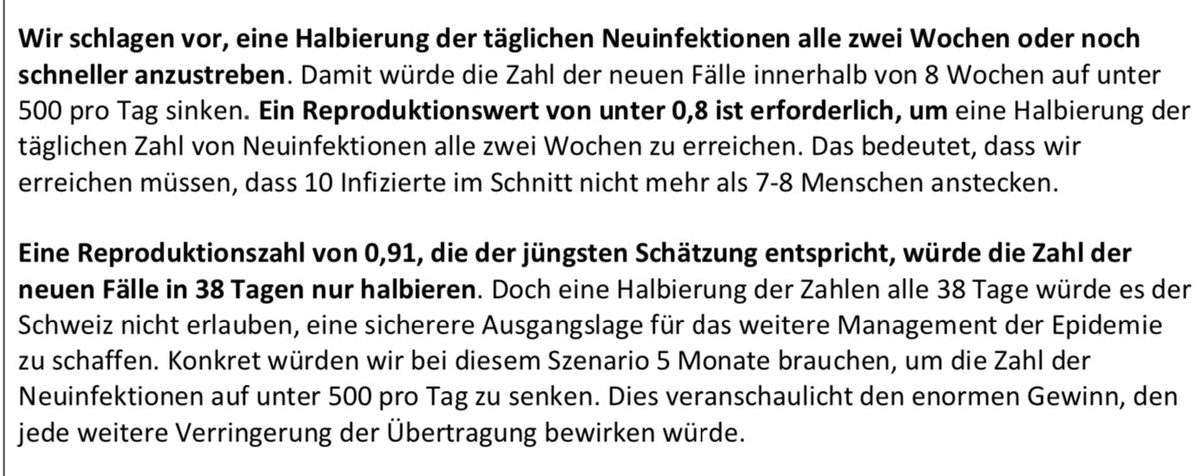 Wir schlagen vor, eine Halbierung der täglichen Neuinfektionen alle zwei Wochen oder noch
schneller anzustreben. Damit würde die Zahl der neuen Fälle innerhalb von 8 Wochen auf unter
500 pro Tag sinken. Ein Reproduktionswert von unter 0,8 ist erforderlich, um eine Halbierung der
täglichen Zahl von Neuinfektionen alle zwei Wochen zu erreichen. Das bedeutet, dass wir
erreichen müssen, dass 10 Infizierte im Schnitt nicht mehr als 7-8 Menschen anstecken.
Eine Reproduktionszahl von 0,91, die der jüngsten Schätzung entspricht, würde die Zahl der
neuen Fälle in 38 Tagen nur halbieren. Doch eine Halbierung der Zahlen alle 38 Tage würde es der
Schweiz nicht erlauben, eine sicherere Ausgangslage für das weitere Management der Epidemie
zu schaffen. Konkret würden wir bei diesem Szenario 5 Monate brauchen, um die Zahl der
Neuinfektionen auf unter 500 pro Tag zu senken. Dies veranschaulicht den enormen Gewinn, den
jede weitere Verringerung der Übertragung bewirken würde.